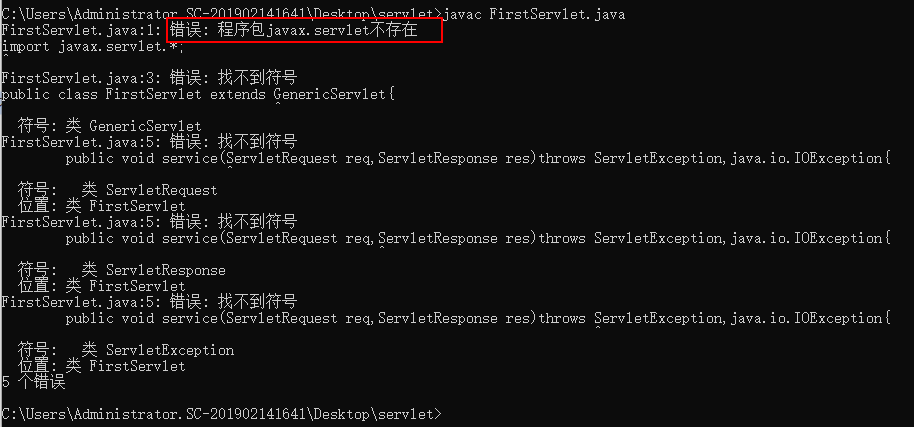 C:\Users\Administrator.SC-201902141641\Desktop\servlet>javac FirstServlet.java
FirstServlet.java:1: 错误: 程序包javax.servlet不存在
import javax.servlet.*;
^
FirstServlet.java:3: 错误: 找不到符号
public class FirstServlet extends GenericServlet{
^
符号: 类 GenericServlet
FirstServlet.java:5: 错误: 找不到符号
public void service(ServletRequest req,ServletResponse res)throws ServletException,java.io.IOException{
^
符号:   类 ServletRequest
位置: 类 FirstServlet
FirstServlet.java:5: 错误: 找不到符号
public void service(ServletRequest req,ServletResponse res)throws ServletException,java.io.IOException{
^
符号:   类 ServletResponse
位置: 类 FirstServlet
FirstServlet.java:5: 错误: 找不到符号
public void service(ServletRequest req,ServletResponse res)throws ServletException,java.io.IOException{
^
符号:   类 ServletException
位置: 类 FirstServlet
5 个错误
C:\Users\Administrator.SC-201902141641\Desktop\servlet>